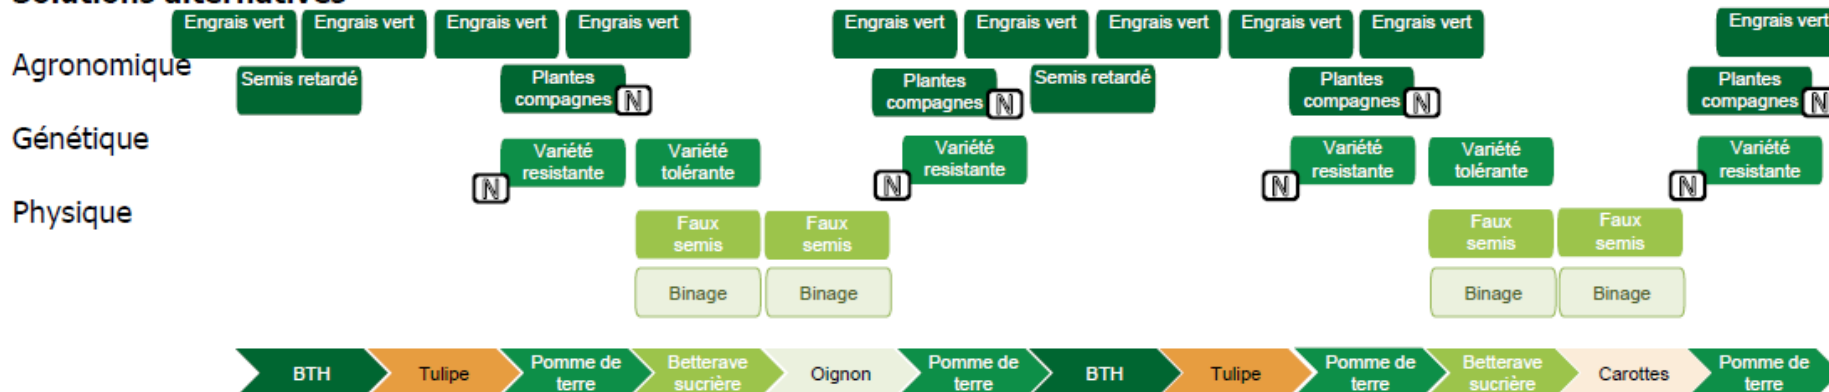 Solutions alternatives
Engrais vert Engrais vert Engrais vert Engrais vert Engrais vert Engrais vert Engrais vert Engrais vert Engrais vert Engrais vert
Agronomique
Semis retardé
Plantes
compagnes N
Plantes
compagnes N
Semis retardé
Plantes
compagnes N
Plantes
compagnes N
Génétique
Variété
resistante
N
Variété
tolérante
Variété
resistante
N
Variété
resistante
N
Variété
tolérante
Variété
resistante
N
Physique
Faux
semis
Faux
semis
Faux
semis
Faux
semis
Binage Binage Binage Binage
BTH
Tulipe
Pomme de
terre
Betterave
sucrière
Oignon
Pomme de
terre
BTH
Tulipe
Pomme de
terre
Betterave
sucrière
Carottes
Pomme de
terre